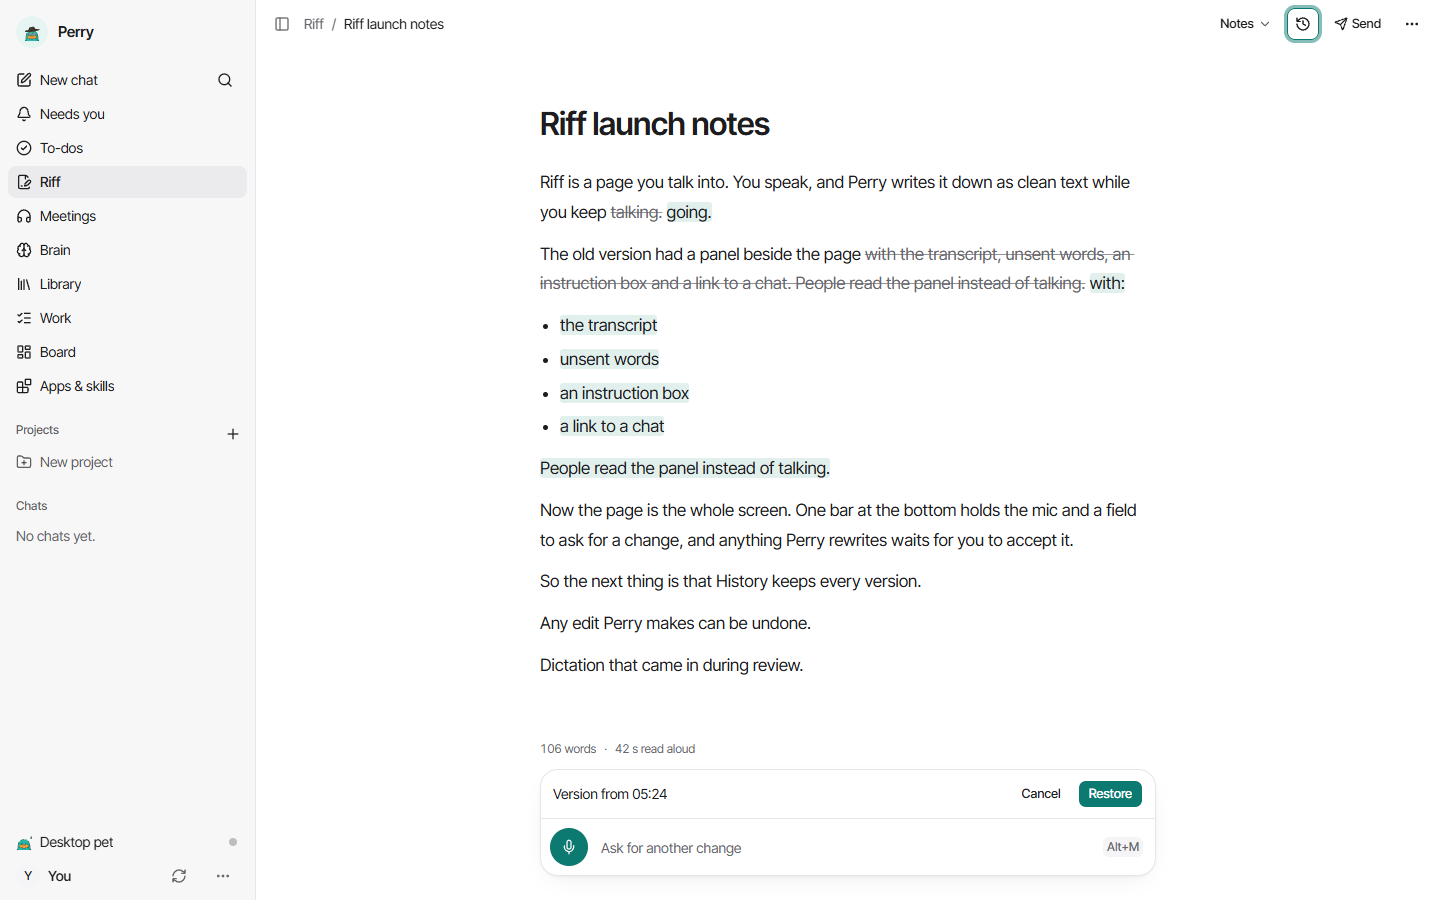 Perry
New chat
Needs you
To-dos
Riff
Meetings
Brain
Library
Work
Board
Apps & skills
Projects
New project
Chats
No chats yet.
Desktop pet
Y You
Riff / Riff launch notes
Notes
Send
Riff launch notes
Riff is a page you talk into. You speak, and Perry writes it down as clean text while
you keep talking. going.
The old version had a panel beside the page with the transcript, unsent words, an
instruction box and a link to a chat. People read the panel instead of talking. with:
• the transcript
• unsent words
• an instruction box
• a link to a chat
People read the panel instead of talking.
Now the page is the whole screen. One bar at the bottom holds the mic and a field
to ask for a change, and anything Perry rewrites waits for you to accept it.
So the next thing is that History keeps every version.
Any edit Perry makes can be undone.
Dictation that came in during review.
106 words · 42 s read aloud
Version from 05:24
Cancel
Restore
Ask for another change
Alt+M